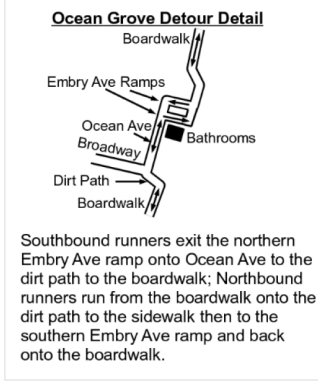 Ocean Grove Detour Detail
Boardwalk
Embry Ave Ramps
Ocean Ave
Bathrooms
Broadway
Dirt Path
Boardwalk
Southbound runners exit the northern
Embry Ave ramp onto Ocean Ave to the
dirt path to the boardwalk; Northbound
runners run from the boardwalk onto the
dirt path to the sidewalk then to the
southern Embry Ave ramp and back
onto the boardwalk.